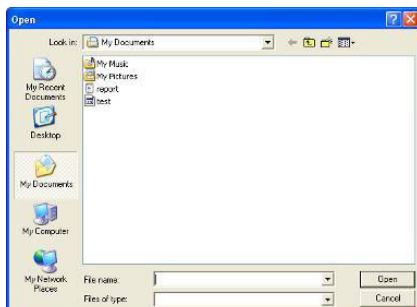 Open
Look in: My Documents
My Recent
Documents
Desktop
My Documents
My Computer
My Network
Places
My Music
My Pictures
report
test
File name:
Open
Files of type:
Cancel